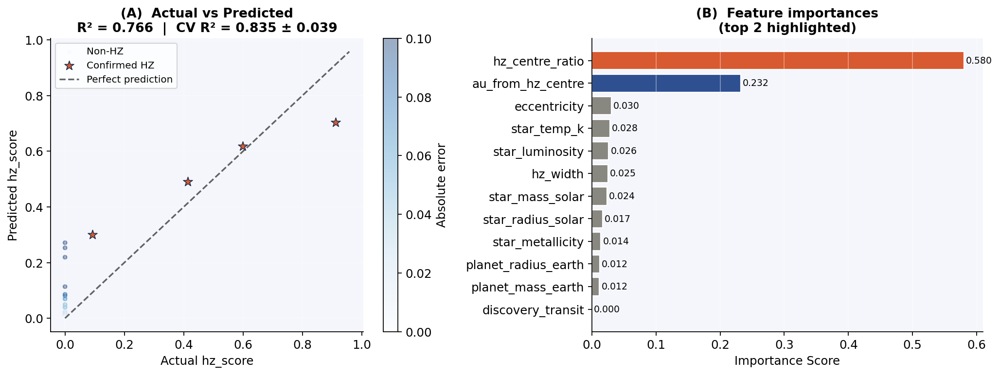 (A)  Actual vs Predicted
R² = 0.766  |  CV R² = 0.835 ± 0.039
Non-HZ
Confirmed HZ
Perfect prediction
1.0
0.8
0.6
0.4
0.2
0.0
Predicted hz_score
0.0 0.2 0.4 0.6 0.8 1.0
Actual hz_score
0.10
0.08
0.06
0.04
0.02
0.00
Absolute error
(B)  Feature importances
(top 2 highlighted)
hz_centre_ratio 0.580
au_from_hz_centre 0.232
eccentricity 0.030
star_temp_k 0.028
star_luminosity 0.026
hz_width 0.025
star_mass_solar 0.024
star_radius_solar 0.017
star_metallicity 0.014
planet_radius_earth 0.012
planet_mass_earth 0.012
discovery_transit 0.000
0.0 0.1 0.2 0.3 0.4 0.5 0.6
Importance Score